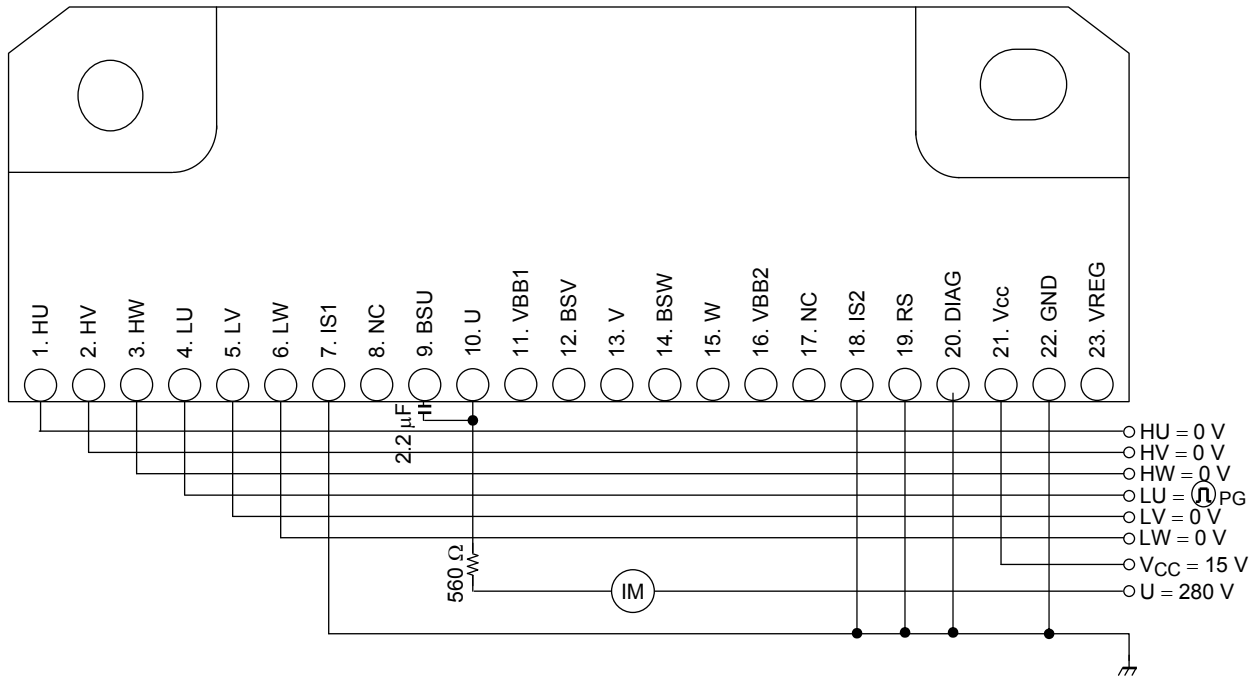 1. HU
2. HV
3. HW
4. LU
5. LV
6. LW
7. IS1
8. NC
9. BSU
10. U
11. VBB1
12. BSV
13. V
14. BSW
15. W
16. VBB2
17. NC
18. IS2
19. RS
20. DIAG
21. Vcc
22. GND
23. VREG
2.2 μF
HU = 0 V
HV = 0 V
HW = 0 V
LU = PG
LV = 0 V
LW = 0 V
560 Ω
VCC = 15 V
IM
U = 280 V